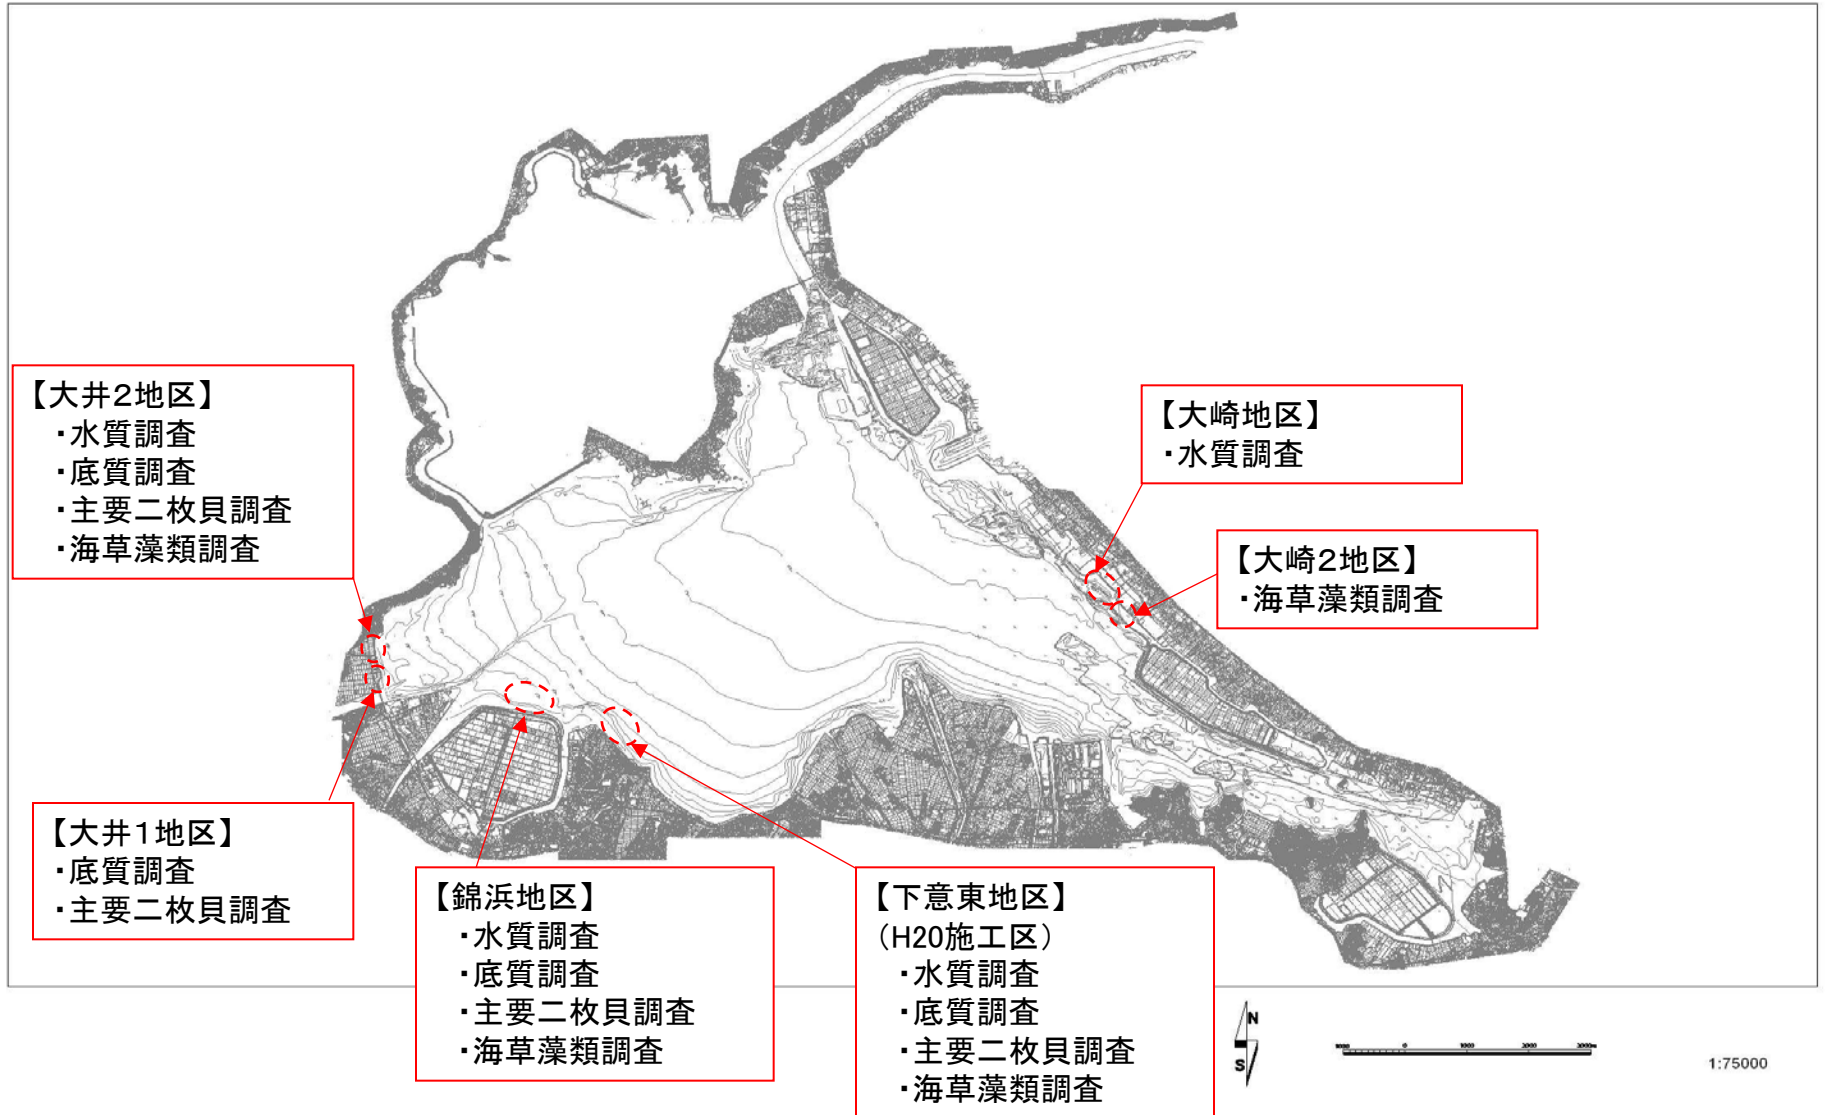 【大井2地区】
・水質調査
・底質調査
・主要二枚貝調査
・海草藻類調査
【大崎地区】
・水質調査
【大崎2地区】
・海草藻類調査
【大井1地区】
・底質調査
・主要二枚貝調査
【錦浜地区】
・水質調査
・底質調査
・主要二枚貝調査
・海草藻類調査
【下意東地区】
（H20施工区）
・水質調査
・底質調査
・主要二枚貝調査
・海草藻類調査
N
S
1000 0 1000 2000 3000m
1:75000